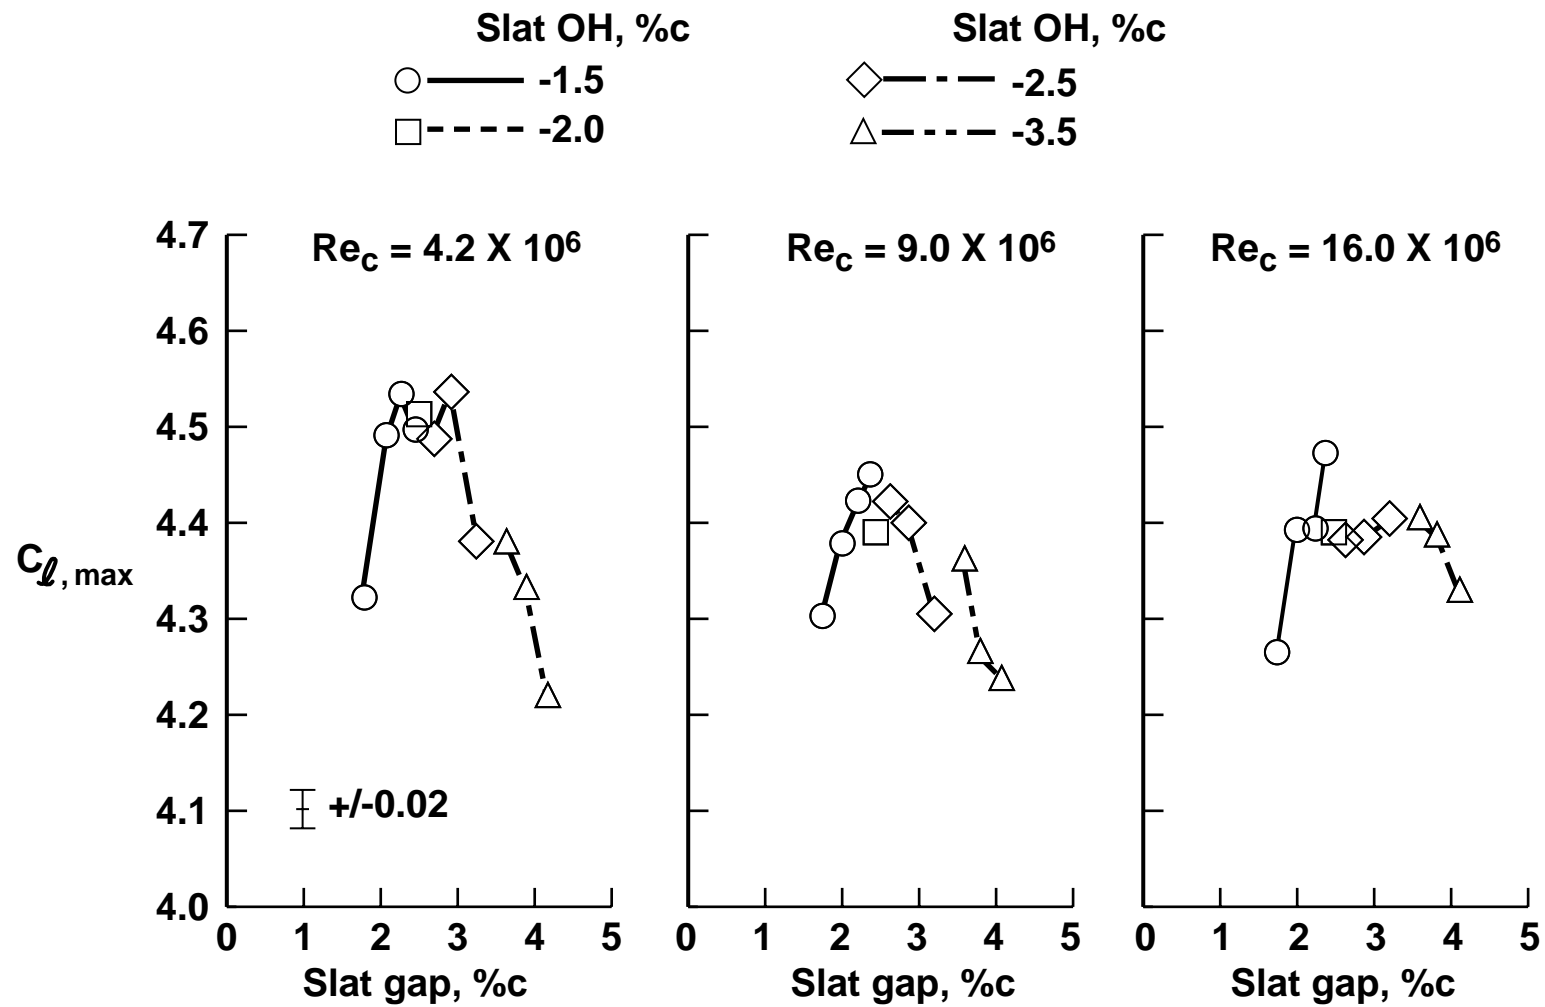 Slat OH, %c
Slat OH, %c
-1.5
-2.5
-2.0
-3.5
Re_c = 4.2 X 10^6
Re_c = 9.0 X 10^6
Re_c = 16.0 X 10^6
4.7
4.6
4.5
4.4
C_ℓ, max
4.3
4.2
4.1
+/-0.02
4.0
0 1 2 3 4 5
0 1 2 3 4 5
0 1 2 3 4 5
Slat gap, %c
Slat gap, %c
Slat gap, %c